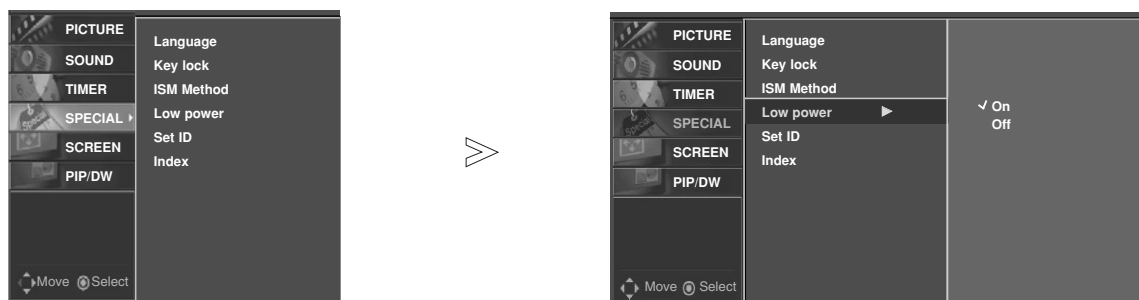 PICTURE
SOUND
TIMER
SPECIAL
SCREEN
PIP/DW
Move Select
Language
Key lock
ISM Method
Low power
Set ID
Index
PICTURE
SOUND
TIMER
SPECIAL
SCREEN
PIP/DW
Move Select
Language
Key lock
ISM Method
Low power
Set ID
Index
On
Off